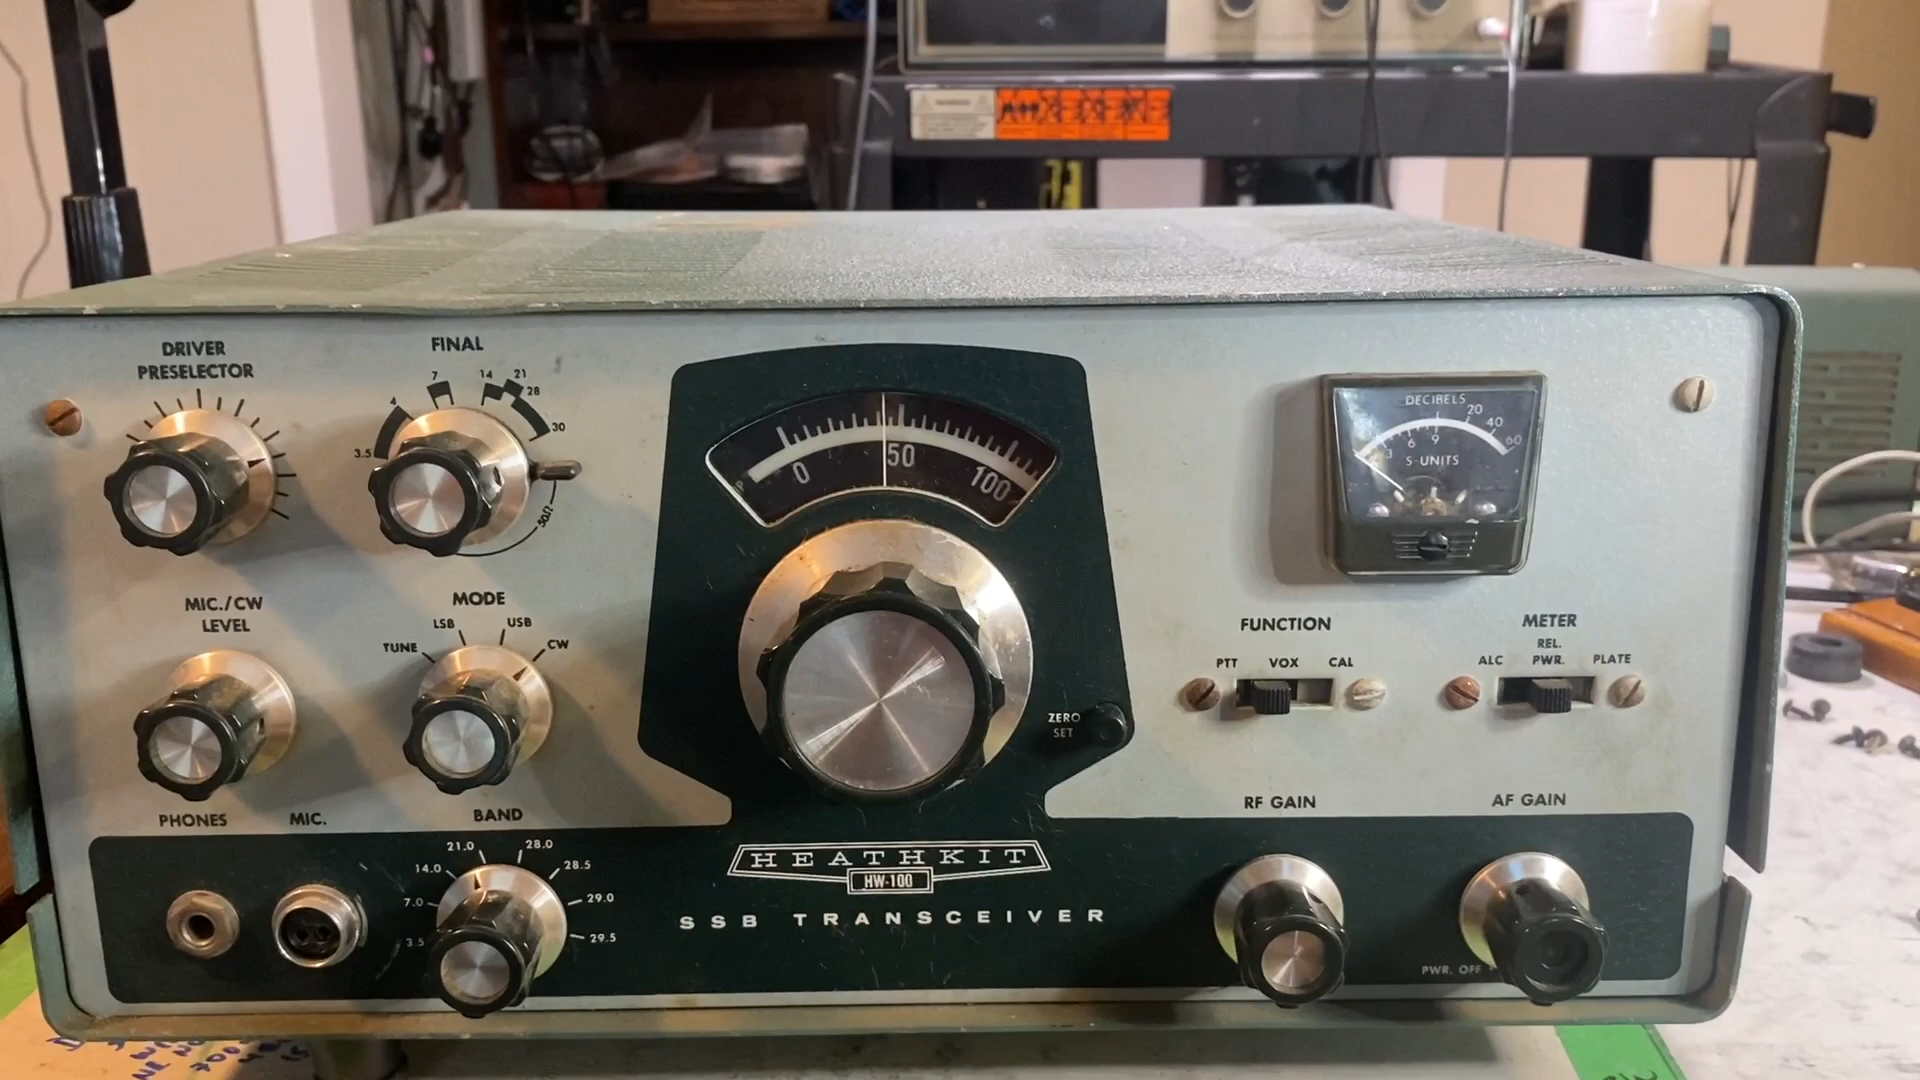 WARNING
DRIVER
PRESELECTOR
FINAL
3.5
4
7
14
21
28
30
50Ω
0
50
100
DECIBELS
20
40
60
3
6
9
S-UNITS
MIC./CW
LEVEL
MODE
TUNE
LSB
USB
CW
ZERO
SET
FUNCTION
PTT VOX CAL
METER
REL.
ALC PWR. PLATE
PHONES
MIC.
BAND
3.5
7.0
14.0
21.0
28.0
28.5
29.0
29.5
HEATHKIT
HW-100
SSB TRANSCEIVER
RF GAIN
AF GAIN
PWR. OFF